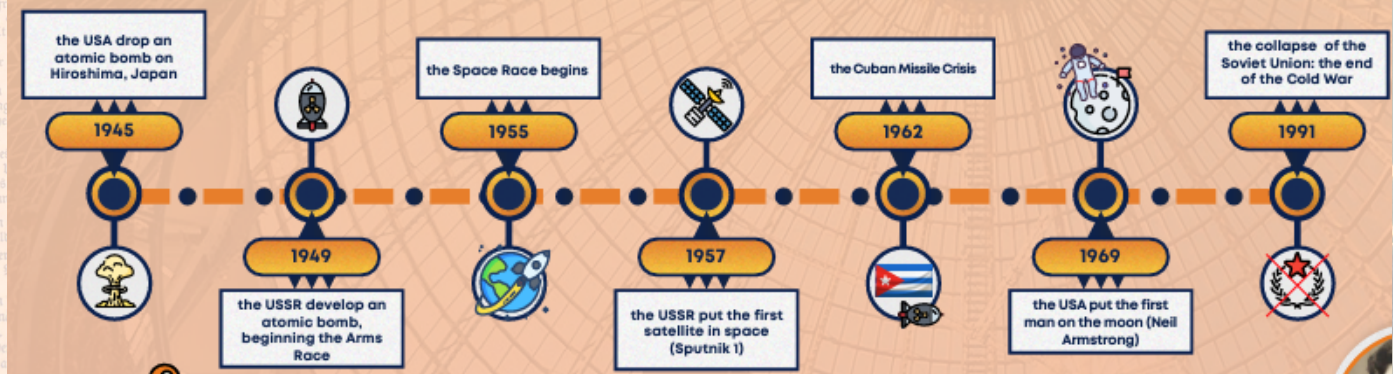 the USA drop an
atomic bomb on
Hiroshima, Japan
1945
1949
the USSR develop an
atomic bomb,
beginning the Arms
Race
the Space Race begins
1955
1957
the USSR put the first
satellite in space
(Sputnik 1)
the Cuban Missile Crisis
1962
1969
the USA put the first
man on the moon (Neil
Armstrong)
the collapse of the
Soviet Union: the end
of the Cold War
1991